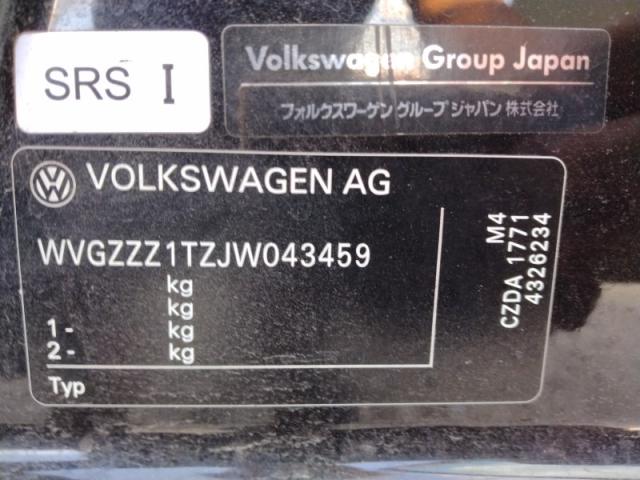 SRS I
Volkswagen Group Japan
フォルクスワーゲン グループ ジャパン 株式会社
VOLKSWAGEN AG
WVGZZZ1TZJW043459
kg
kg
1 - kg
2 - kg
Typ
M4
CZDA 1771
4326234